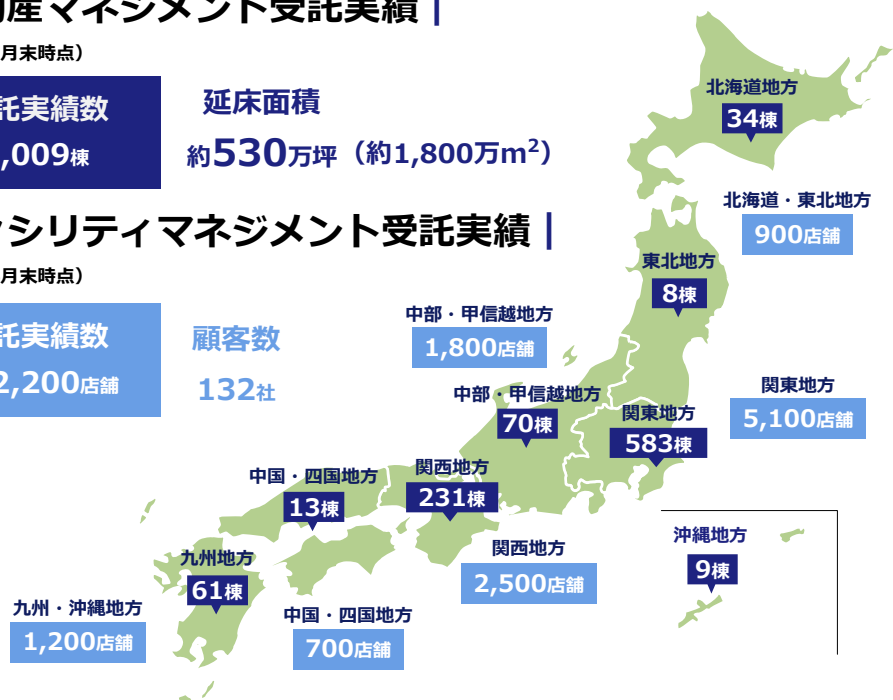 産マネジメント受託実績
月末時点）
託実績数
,009棟
延床面積
約530万坪（約1,800万m²）
シリティマネジメント受託実績
月末時点）
託実績数
2,200店舗
顧客数
132社
北海道地方
34棟
北海道・東北地方
900店舗
東北地方
8棟
中部・甲信越地方
1,800店舗
中部・甲信越地方
70棟
関東地方
583棟
関東地方
5,100店舗
中国・四国地方
13棟
関西地方
231棟
関西地方
2,500店舗
九州地方
61棟
沖縄地方
9棟
九州・沖縄地方
1,200店舗
中国・四国地方
700店舗